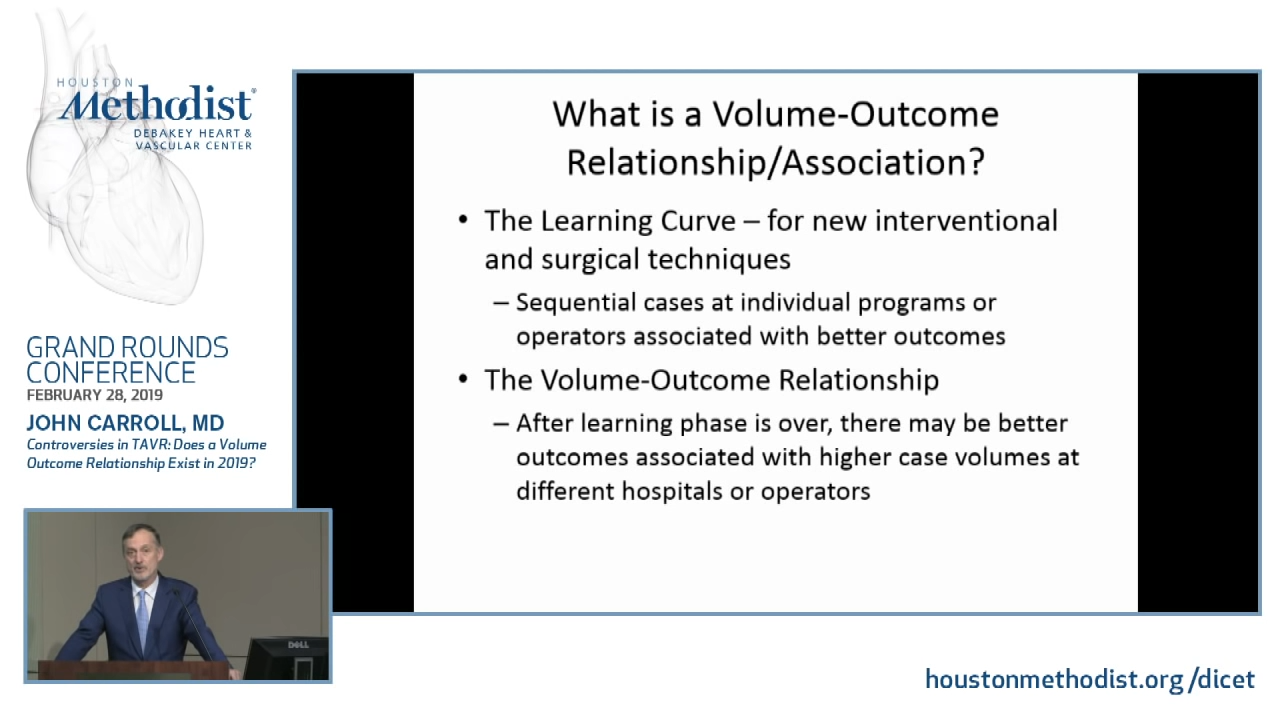 HOUSTON
Methodist®
DEBAKEY HEART &
VASCULAR CENTER
GRAND ROUNDS
CONFERENCE
FEBRUARY 28, 2019
JOHN CARROLL, MD
Controversies in TAVR: Does a Volume
Outcome Relationship Exist in 2019?
What is a Volume-Outcome
Relationship/Association?
• The Learning Curve – for new interventional
and surgical techniques
– Sequential cases at individual programs or
operators associated with better outcomes
• The Volume-Outcome Relationship
– After learning phase is over, there may be better
outcomes associated with higher case volumes at
different hospitals or operators
DELL
houstonmethodist.org/dicet